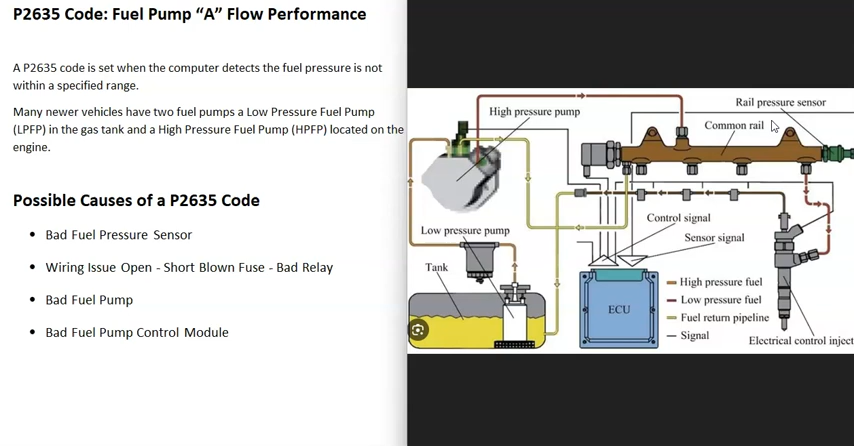 P2635 Code: Fuel Pump “A” Flow Performance
A P2635 code is set when the computer detects the fuel pressure is not
within a specified range.
Many newer vehicles have two fuel pumps a Low Pressure Fuel Pump
(LPFP) in the gas tank and a High Pressure Fuel Pump (HPFP) located on the
engine.
Possible Causes of a P2635 Code
• Bad Fuel Pressure Sensor
• Wiring Issue Open - Short Blown Fuse - Bad Relay
• Bad Fuel Pump
• Bad Fuel Pump Control Module
High pressure pump
Rail pressure sensor
Common rail
Low pressure pump
Control signal
Sensor signal
Tank
ECU
High pressure fuel
Low pressure fuel
Fuel return pipeline
Signal
Electrical control inject